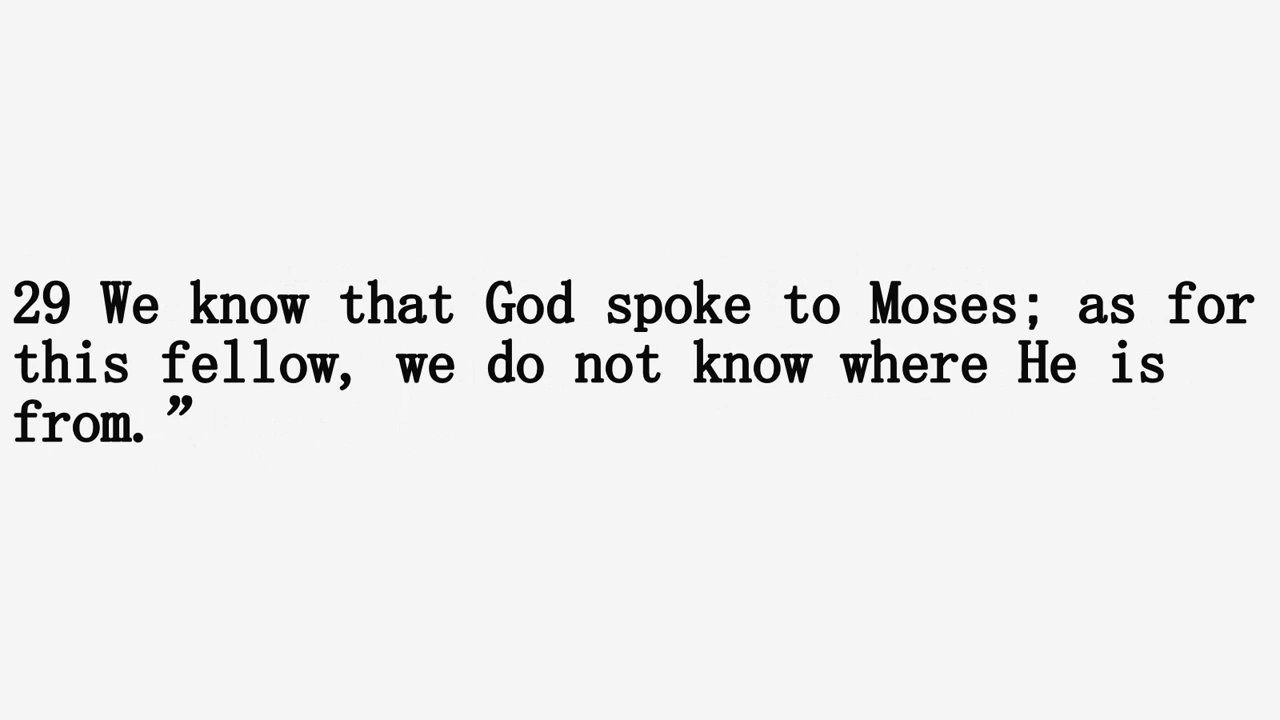 29 We know that God spoke to Moses; as for
this fellow, we do not know where He is
from.”